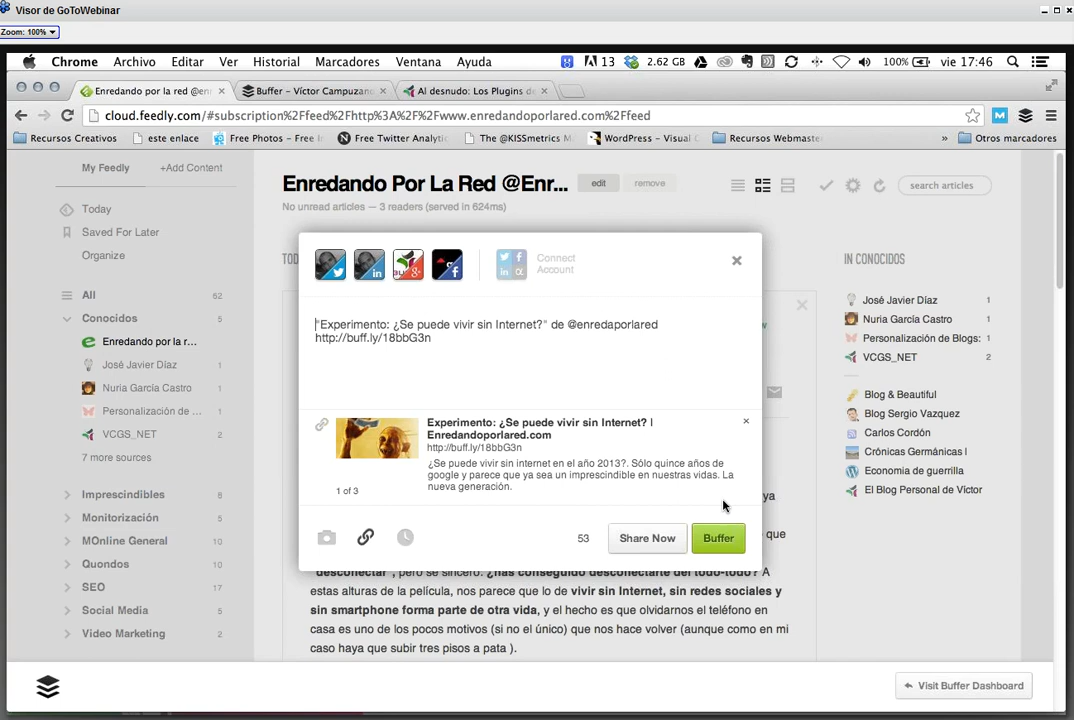 Visor de GoToWebinar
Zoom: 100%
Chrome Archivo Editar Ver Historial Marcadores Ventana Ayuda 13 2.62 GB 100% vie 17:46
Enredando por la red @en
Buffer - Víctor Campuzano
Al desnudo: Los Plugins de
cloud.feedly.com/#subscription%2Ffeed%2Fhttp%3A%2F%2Fwww.enredandoporlared.com%2Ffeed
Recursos Creativos este enlace Free Photos - Free I Free Twitter Analytic The @KISSmetrics M WordPress - Visual C Recursos Webmaster » Otros marcadores
My Feedly +Add Content
Today
Saved For Later
Organize
All 62
Conocidos 5
Enredando por la r...
José Javier Díaz 1
Nuria García Castro 1
Personalización de ... 1
VCGS_NET 2
7 more sources
Imprescindibles 3
Monitorización 5
MOnline General 10
Quondos 10
SEO 17
Social Media 5
Video Marketing 2
Enredando Por La Red @Enr... edit remove search articles
No unread articles — 3 readers (served in 624ms)
TOD
Connect
Account
"Experimento: ¿Se puede vivir sin Internet?" de @enredaporlared
http://buff.ly/18bbG3n
Experimento: ¿Se puede vivir sin Internet? |
Enredandoporlared.com
http://buff.ly/18bbG3n
¿Se puede vivir sin internet en el año 2013?. Sólo quince años de
google y parece que ya sea un imprescindible en nuestras vidas. La
nueva generación.
1 of 3
53 Share Now Buffer
ya
que
"desconectar", pero se sincero: ¿has conseguido desconectarte del todo-todo? A
estas alturas de la película, nos parece que lo de vivir sin Internet, sin redes sociales y
sin smartphone forma parte de otra vida, y el hecho es que olvidarnos el teléfono en
casa es uno de los pocos motivos (si no el único) que nos hace volver (aunque como en mi
caso haya que subir tres pisos a pata ).
IN CONOCIDOS
José Javier Díaz 1
Nuria García Castro 1
Personalización de Blogs: 1
VCGS_NET 2
Blog & Beautiful
Blog Sergio Vazquez
Carlos Cordón
Crónicas Germánicas I
Economia de guerrilla
El Blog Personal de Víctor
Visit Buffer Dashboard